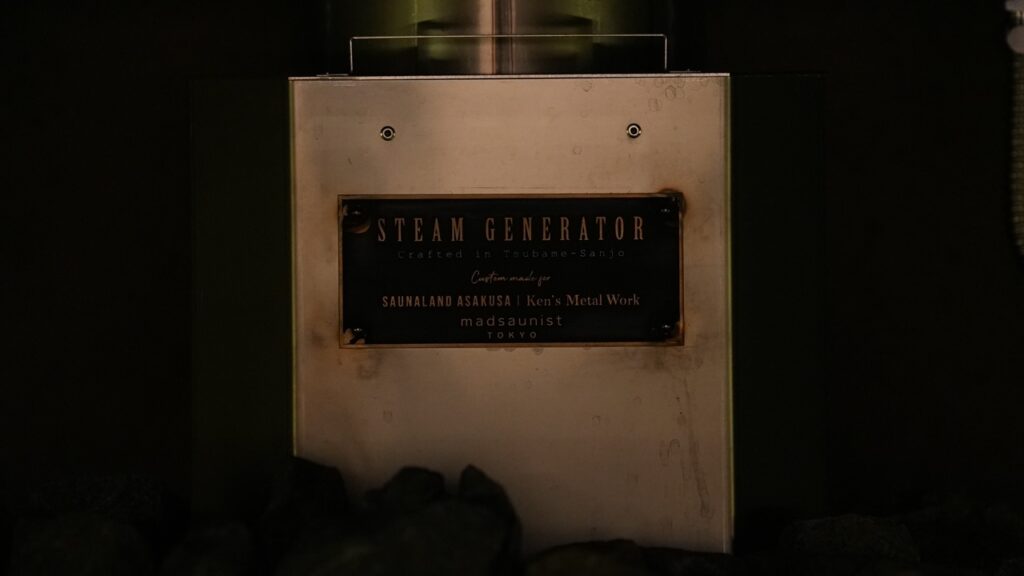 STEAM GENERATOR
Crafted in Tsubame-Sanjo
Custom made for
SAUNALAND ASAKUSA | Ken's Metal Work
madsaunist
TOKYO